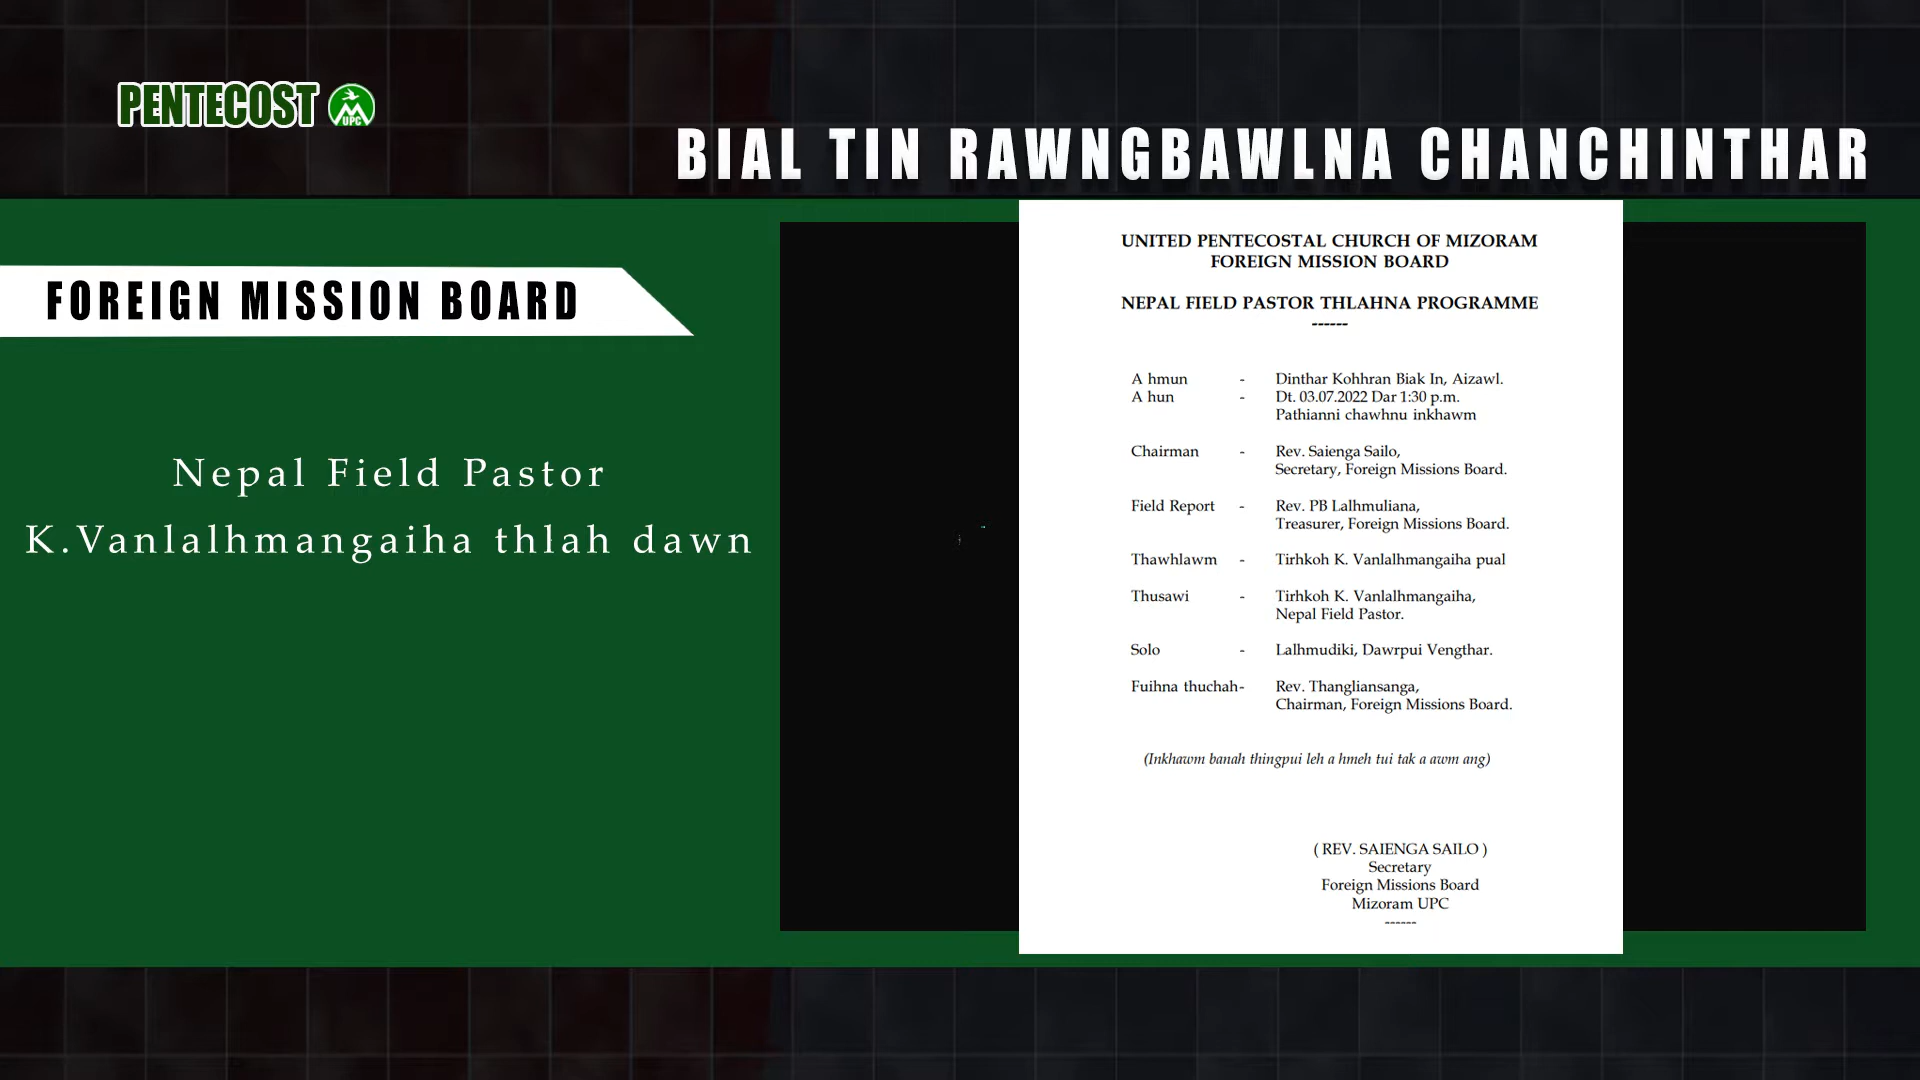 PENTECOST
UPC
BIAL TIN RAWNGBAWLNA CHANCHINTHAR
FOREIGN MISSION BOARD
Nepal Field Pastor
K.Vanlalhmangaiha thlah dawn
UNITED PENTECOSTAL CHURCH OF MIZORAM
FOREIGN MISSION BOARD
NEPAL FIELD PASTOR THLAHNA PROGRAMME
------
A hmun - Dinthar Kohhran Biak In, Aizawl.
A hun - Dt. 03.07.2022 Dar 1:30 p.m.
Pathianni chawhnu inkhawm
Chairman - Rev. Saienga Sailo,
Secretary, Foreign Missions Board.
Field Report - Rev. PB Lalhmuliana,
Treasurer, Foreign Missions Board.
Thawhlawm - Tirhkoh K. Vanlalhmangaiha pual
Thusawi - Tirhkoh K. Vanlalhmangaiha,
Nepal Field Pastor.
Solo - Lalhmudiki, Dawrpui Vengthar.
Fuihna thuchah- Rev. Thangliansanga,
Chairman, Foreign Missions Board.
(Inkhawm banah thingpui leh a hmeh tui tak a awm ang)
( REV. SAIENGA SAILO )
Secretary
Foreign Missions Board
Mizoram UPC
------